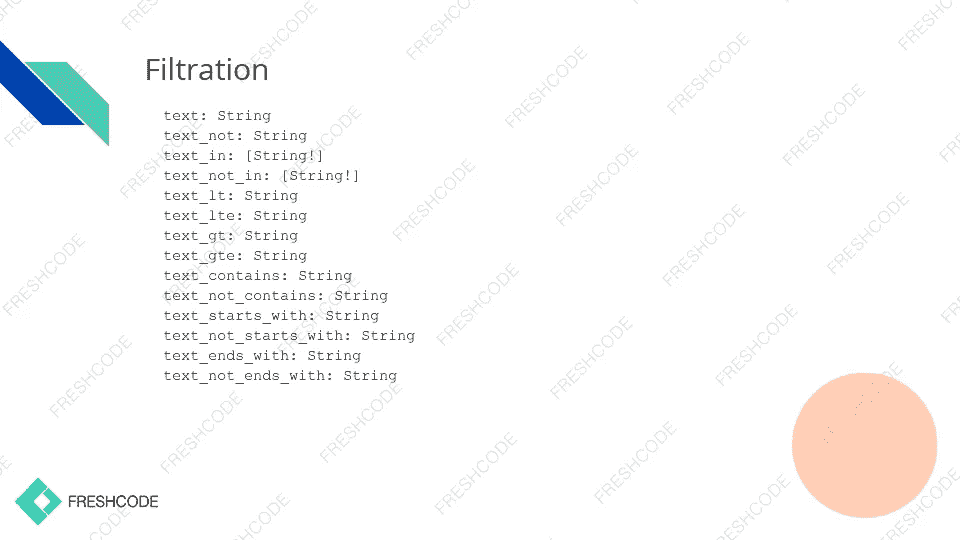 Filtration
text: String
text_not: String
text_in: [String!]
text_not_in: [String!]
text_lt: String
text_lte: String
text_gt: String
text_gte: String
text_contains: String
text_not_contains: String
text_starts_with: String
text_not_starts_with: String
text_ends_with: String
text_not_ends_with: String
FRESHCODE